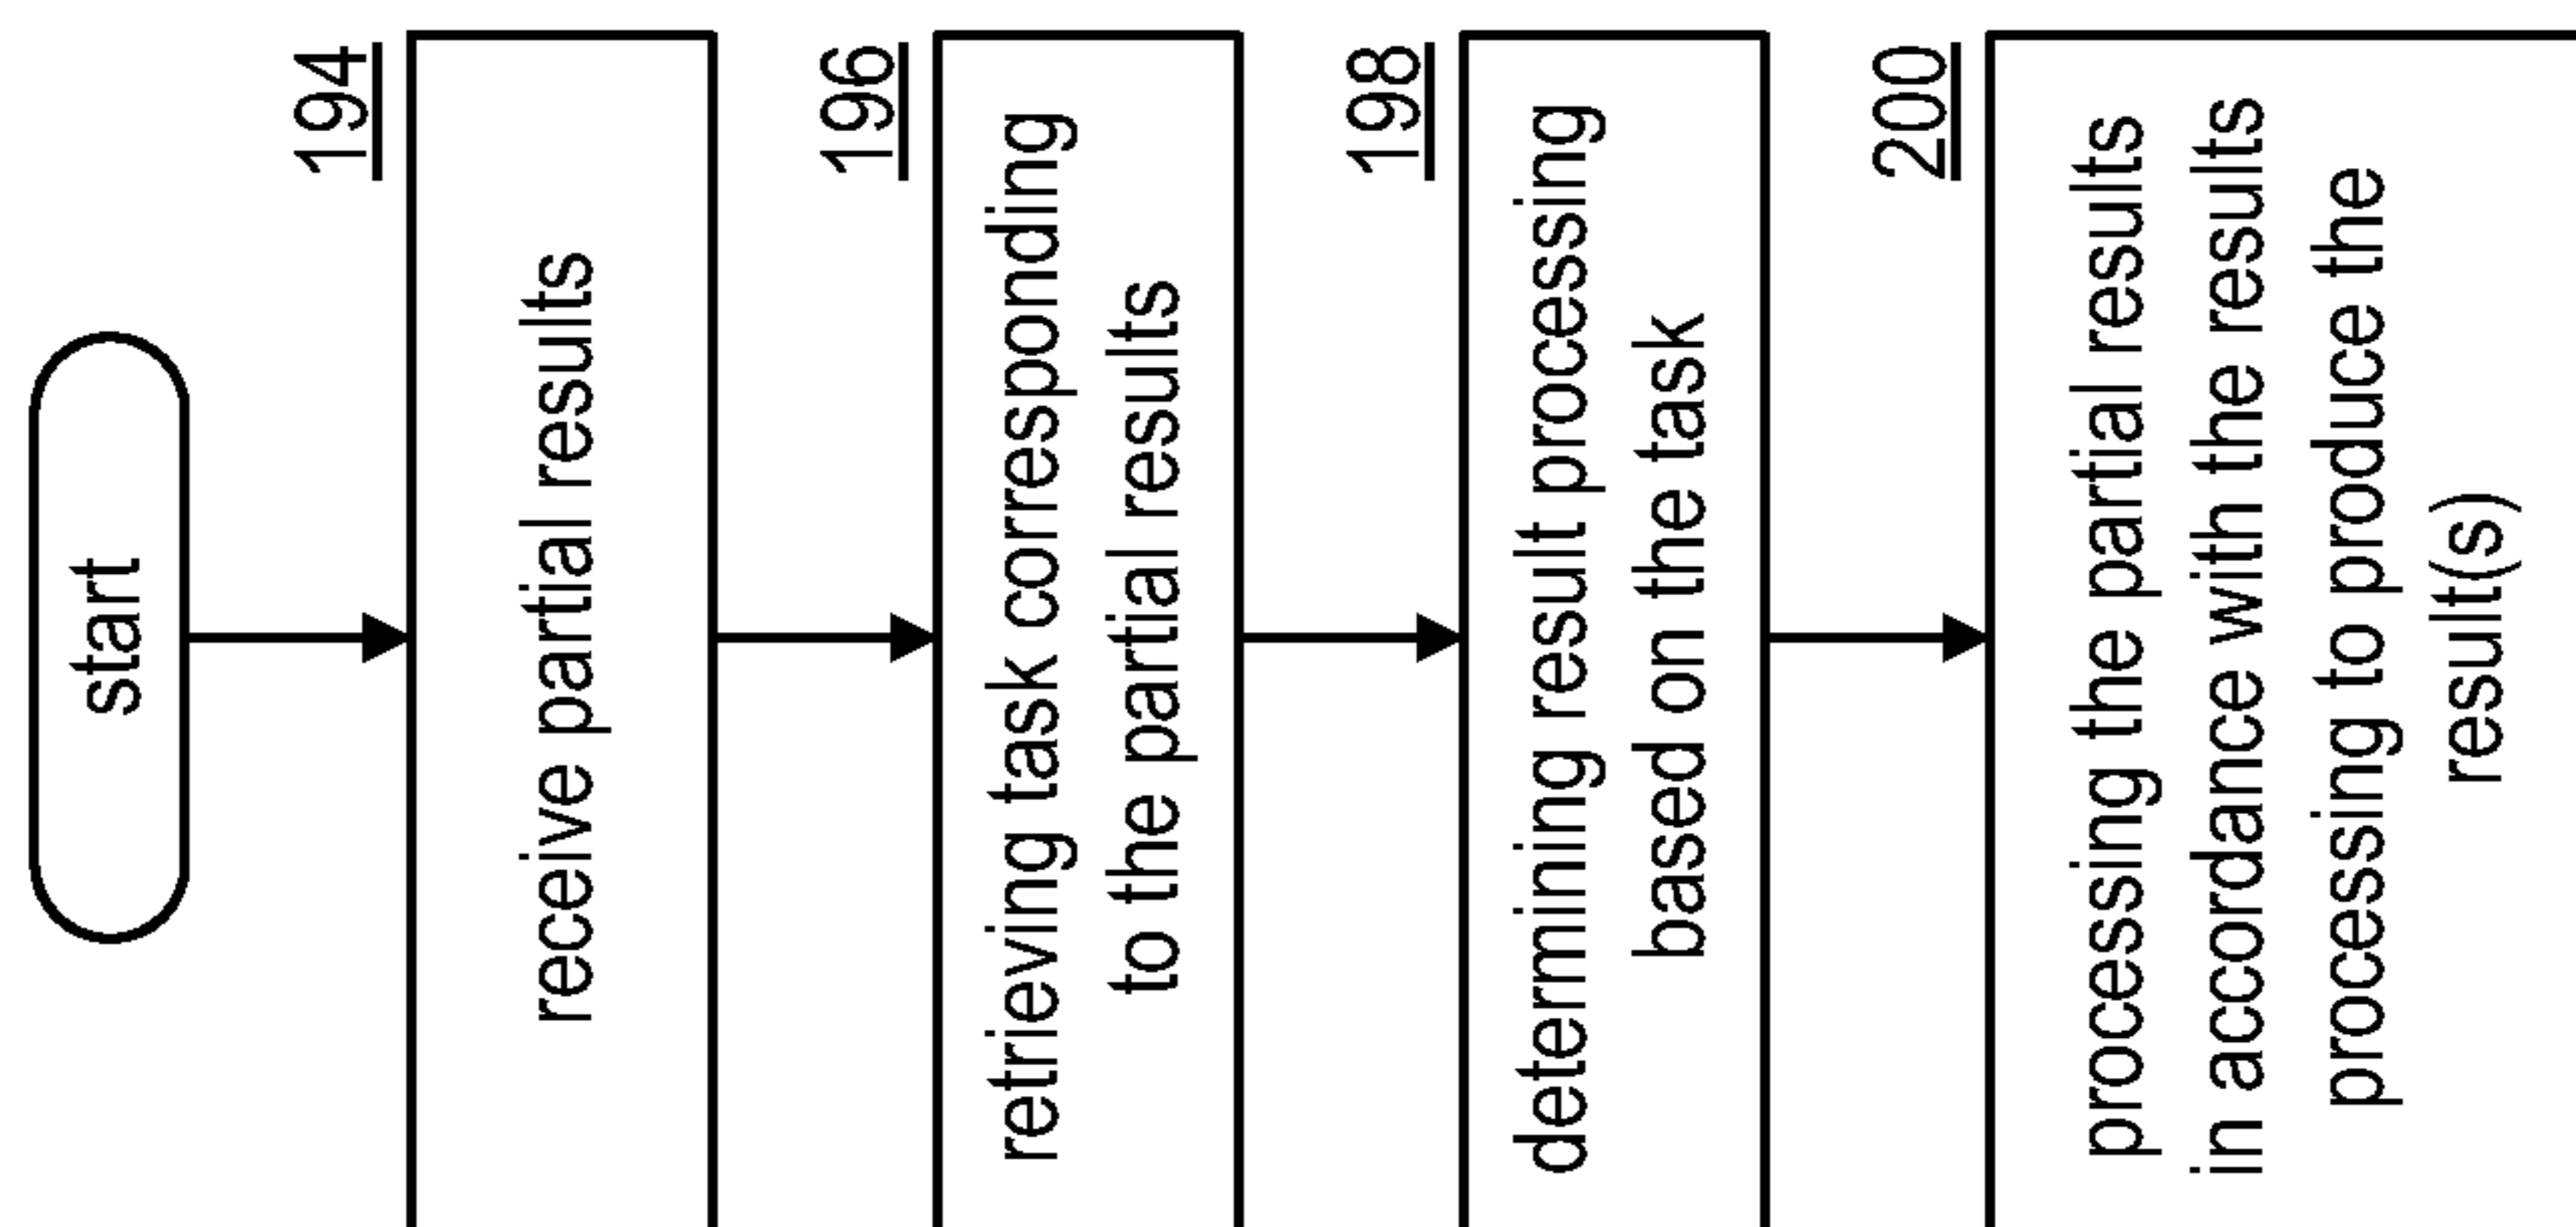 start
194
receive partial results
196
retrieving task corresponding
to the partial results
198
determining result processing
based on the task
200
processing the partial results
in accordance with the results
processing to produce the
result(s)